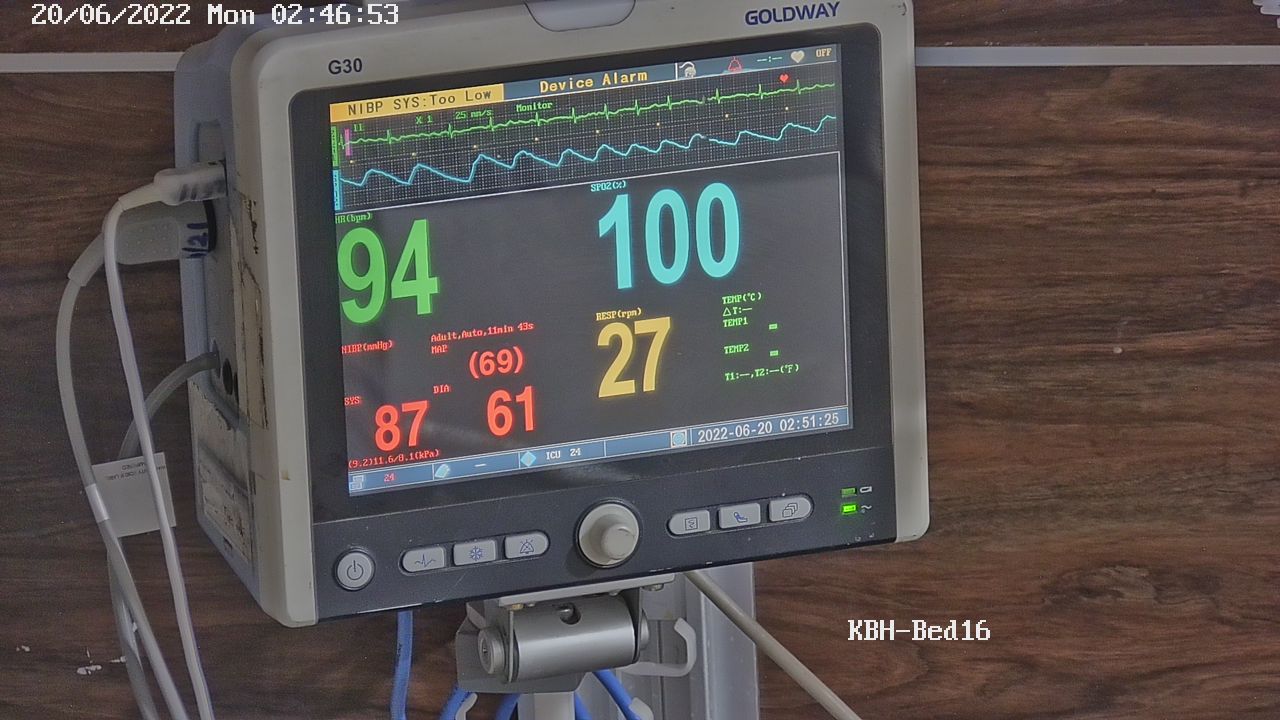 20/06/2022 Mon 02:46:53
GOLDWAY
G30
NIBP SYS:Too Low
Device Alarm
--:--
OFF
II
X 1
25 mm/s
Monitor
HR(bpm)
94
SPO2(%)
100
NIBP(mmHg)
Adult,Auto,11min 43s
MAP
(69)
SYS
87
DIA
61
(9.2)11.6/8.1(kPa)
RESP(rpm)
27
TEMP(°C)
△T:--
TEMP1
--
TEMP2
--
T1:--,T2:--(°F)
24
--
ICU 24
2022-06-20 02:51:25
KBH-Bed16